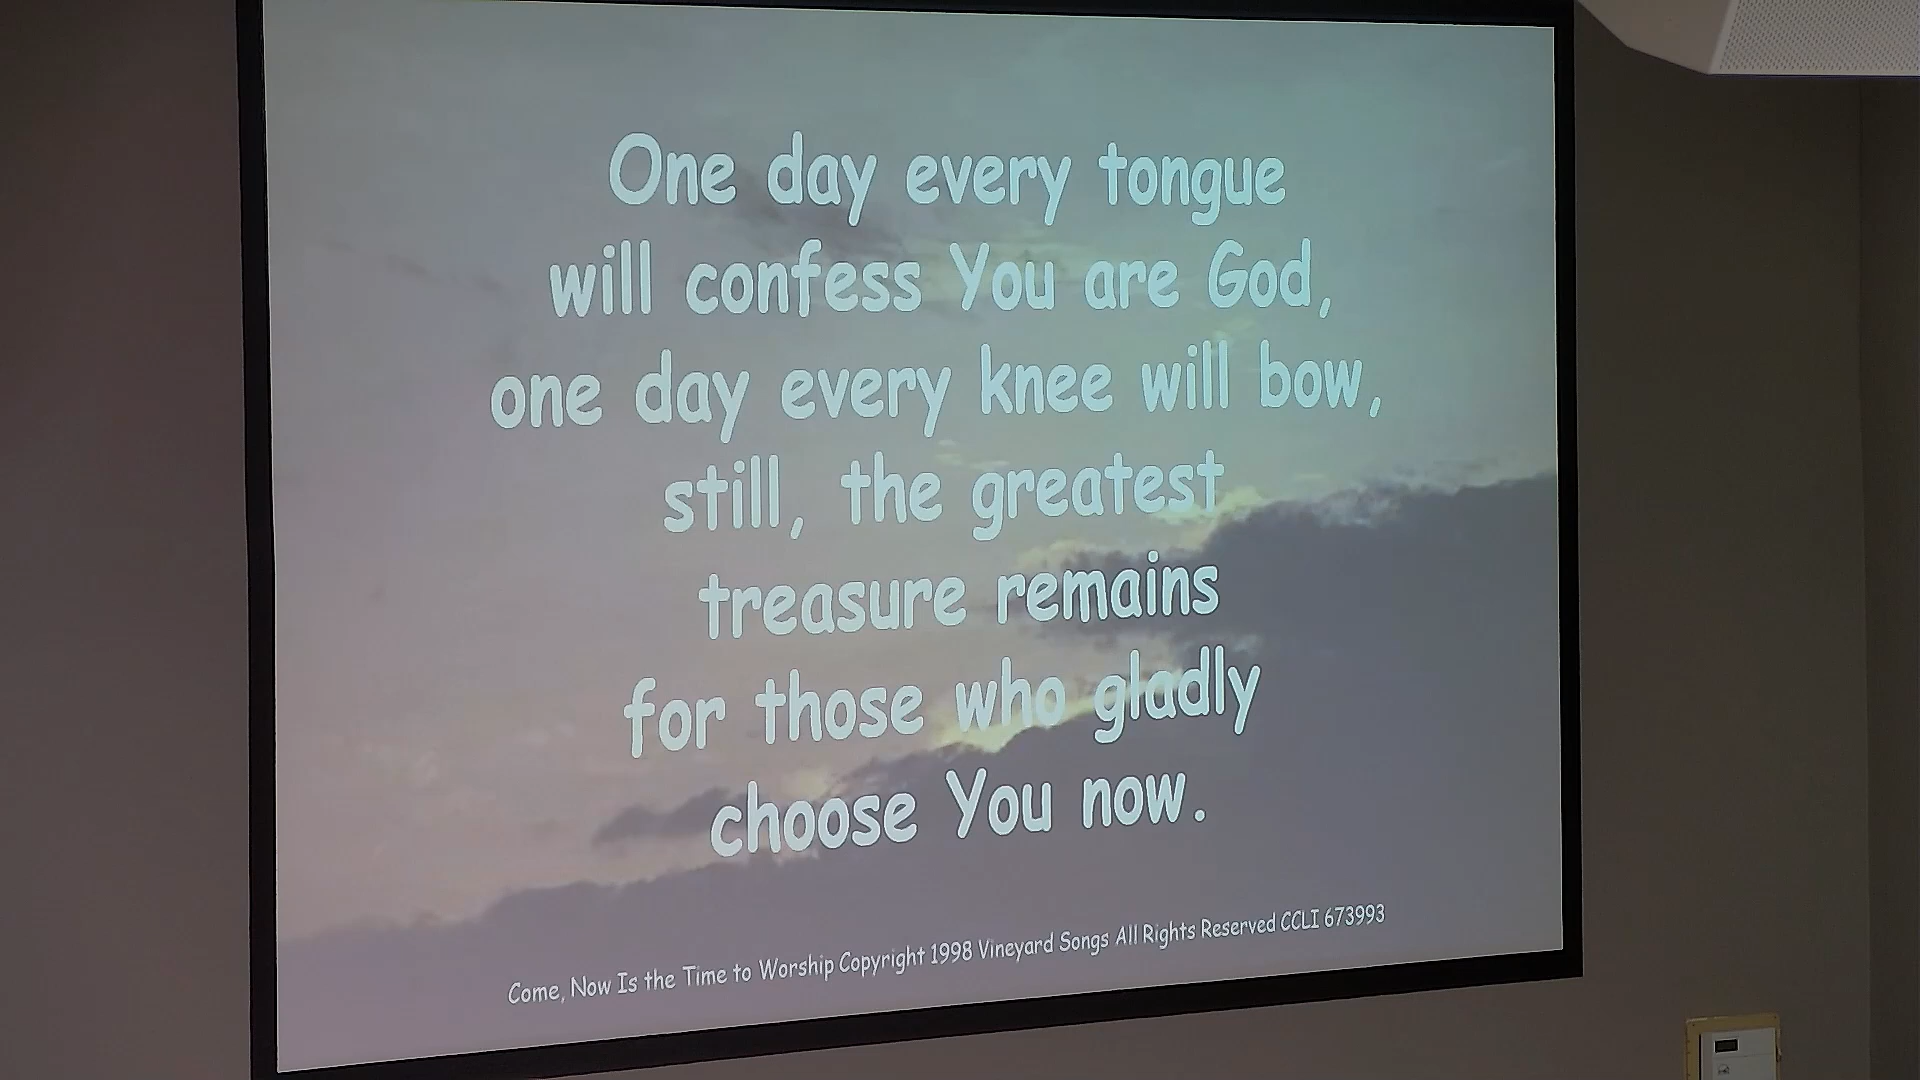 One day every tongue
will confess You are God,
one day every knee will bow,
still, the greatest
treasure remains
for those who gladly
choose You now.
Come, Now Is the Time to Worship Copyright 1998 Vineyard Songs All Rights Reserved CCLI 673993